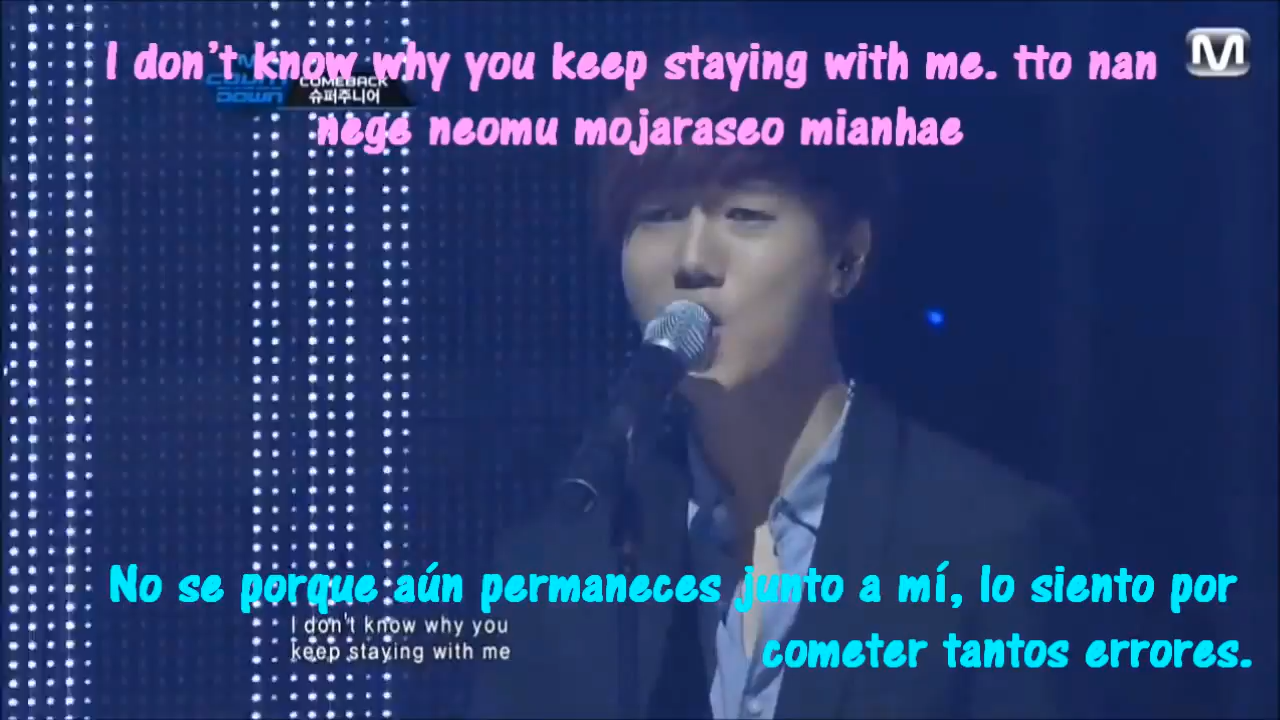 I don't know why you keep staying with me. tto nan
nege neomu mojaraseo mianhae
M
COUNT
DOWN
COMEBACK
슈퍼주니어
M
No se porque aún permaneces junto a mí, lo siento por
cometer tantos errores.
I don't know why you
keep staying with me